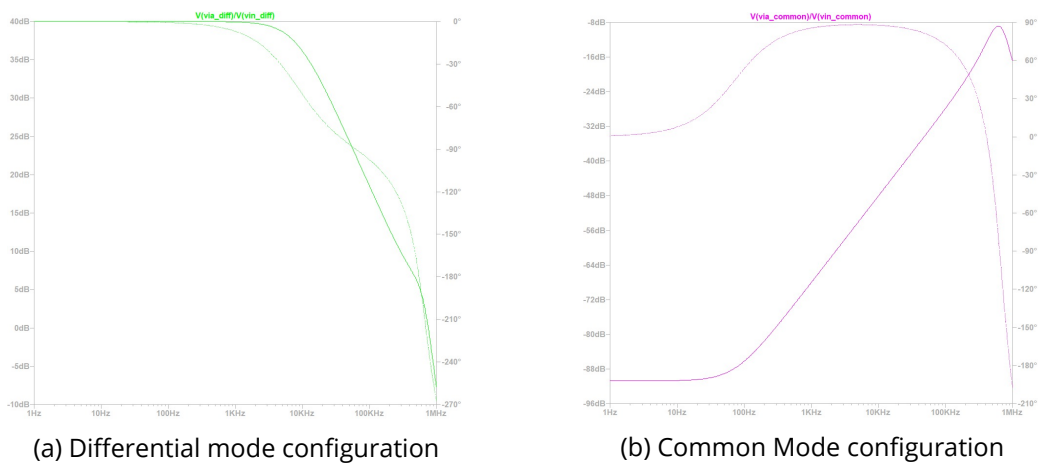 V(via_diff)/V(vin_diff)
40dB
35dB
30dB
25dB
20dB
15dB
10dB
5dB
0dB
-5dB
-10dB
0°
-30°
-60°
-90°
-120°
-150°
-180°
-210°
-240°
-270°
1Hz 10Hz 100Hz 1KHz 10KHz 100KHz 1MHz
(a) Differential mode configuration
V(via_common)/V(vin_common)
-8dB
-16dB
-24dB
-32dB
-40dB
-48dB
-56dB
-64dB
-72dB
-80dB
-88dB
-96dB
90°
60°
30°
0°
-30°
-60°
-90°
-120°
-150°
-180°
-210°
1Hz 10Hz 100Hz 1KHz 10KHz 100KHz 1MHz
(b) Common Mode configuration